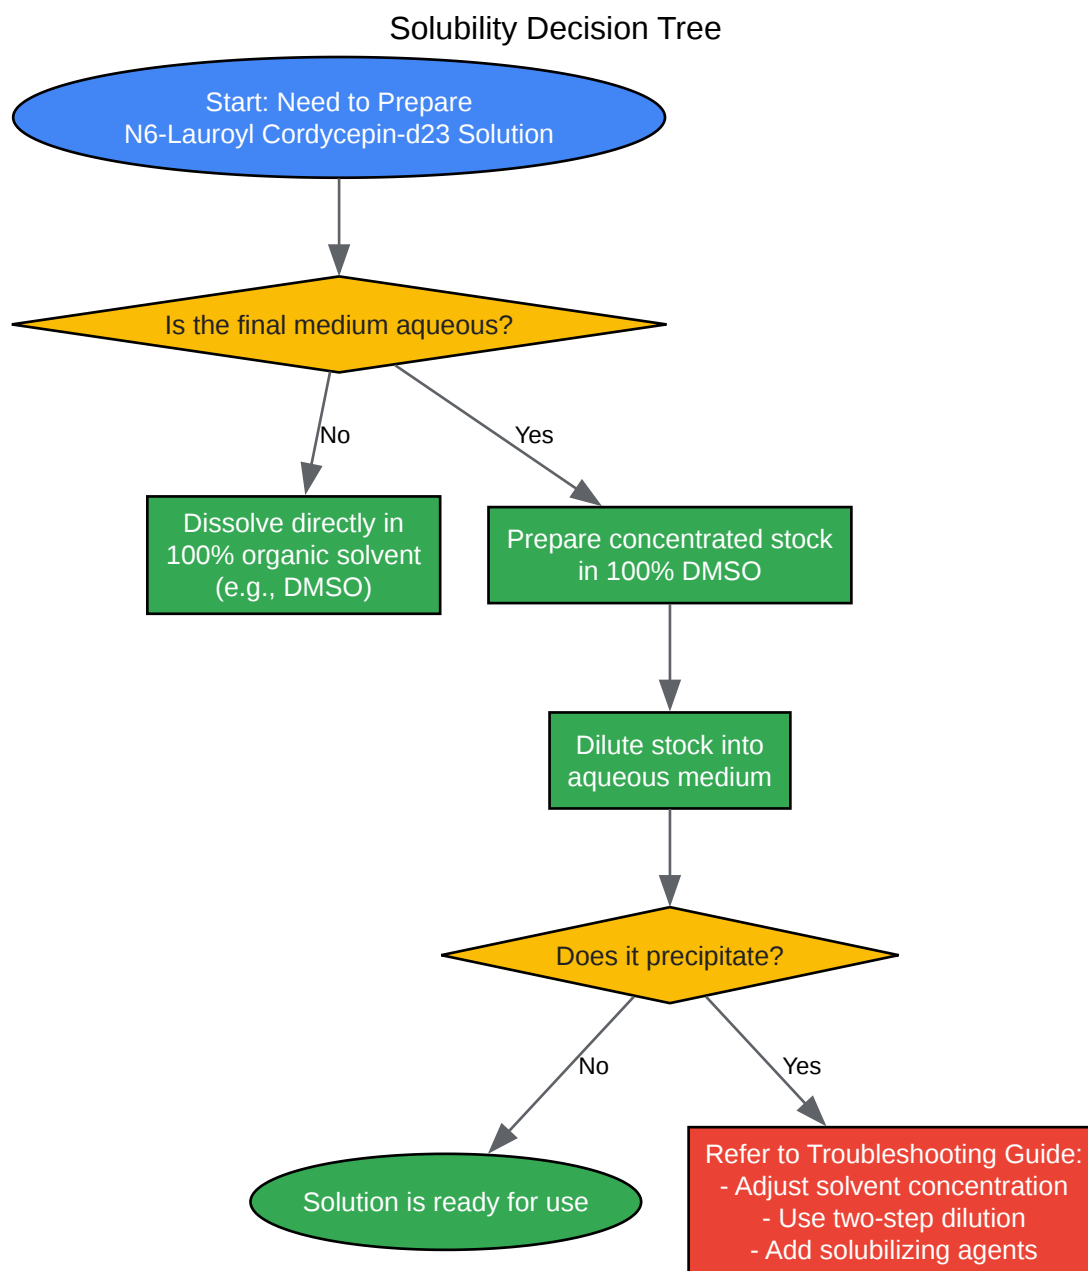 Solubility Decision Tree
Start: Need to Prepare
N6-Lauroyl Cordycepin-d23 Solution
Is the final medium aqueous?
No
Yes
Dissolve directly in
100% organic solvent
(e.g., DMSO)
Prepare concentrated stock
in 100% DMSO
Dilute stock into
aqueous medium
Does it precipitate?
No
Yes
Solution is ready for use
Refer to Troubleshooting Guide:
- Adjust solvent concentration
- Use two-step dilution
- Add solubilizing agents